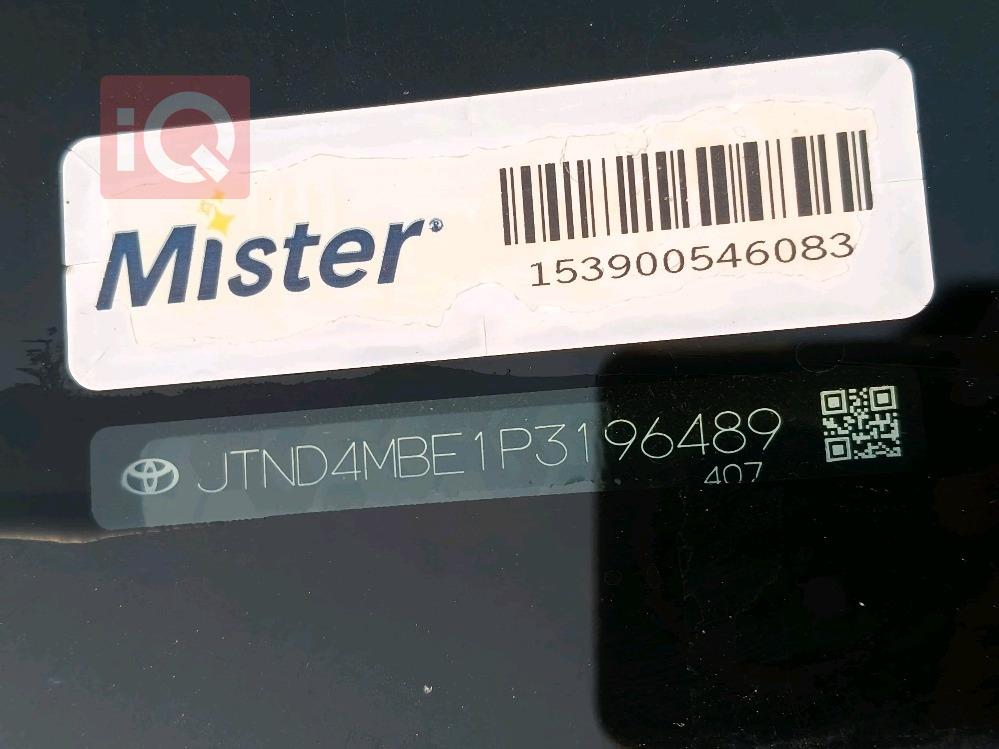 iQ
Mister
153900546083
JTND4MBE1P3196489
407